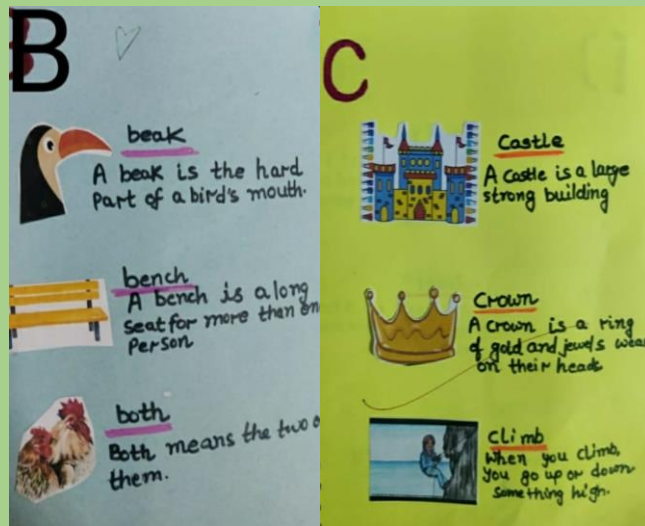 B
beak
A beak is the hard
part of a bird's mouth.
bench
A bench is a long
seat for more than
person
both
Both means the two
them.
C
Castle
A castle is a large
strong building
Crown
A crown is a ring
of gold and jewels
on their heads
climb
when you climb,
you go up or down
something high.